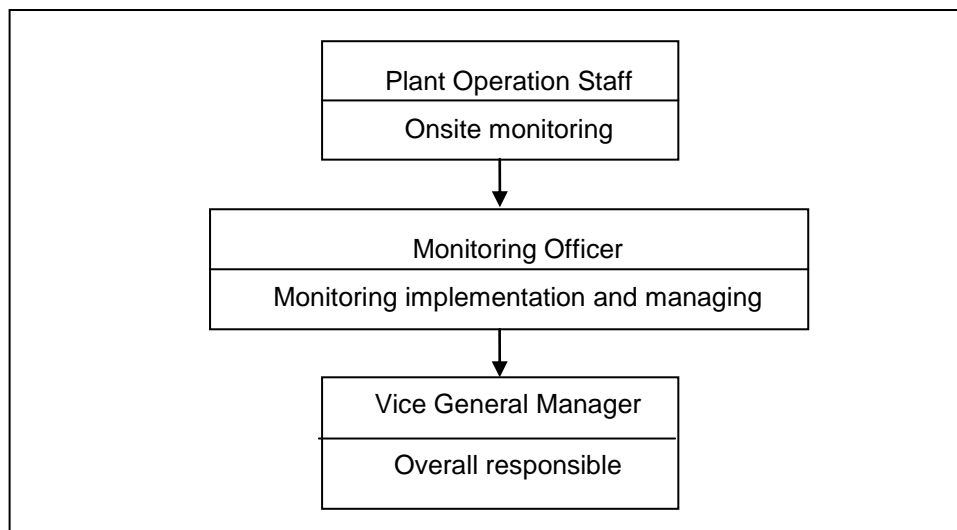 Plant Operation Staff
Onsite monitoring
Monitoring Officer
Monitoring implementation and managing
Vice General Manager
Overall responsible